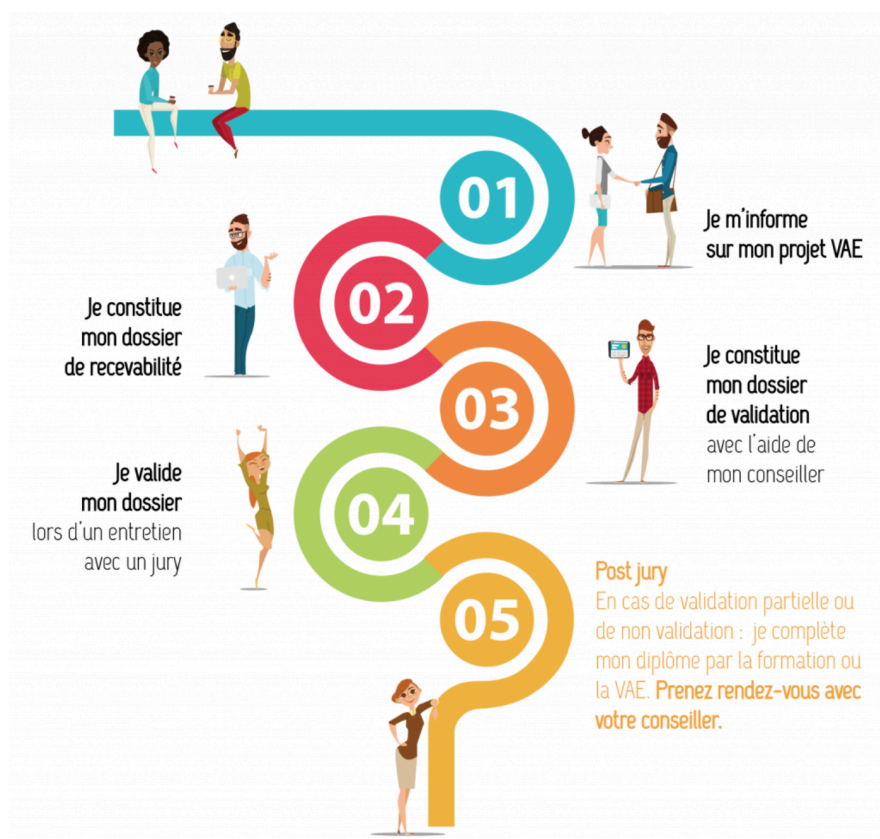 01
Je m'informe
sur mon projet VAE
02
Je constitue
mon dossier
de recevabilité
03
Je constitue
mon dossier
de validation
avec l'aide de
mon conseiller
04
Je valide
mon dossier
lors d'un entretien
avec un jury
05
Post jury
En cas de validation partielle ou
de non validation : je complète
mon diplôme par la formation ou
la VAE. Prenez rendez-vous avec
votre conseiller.